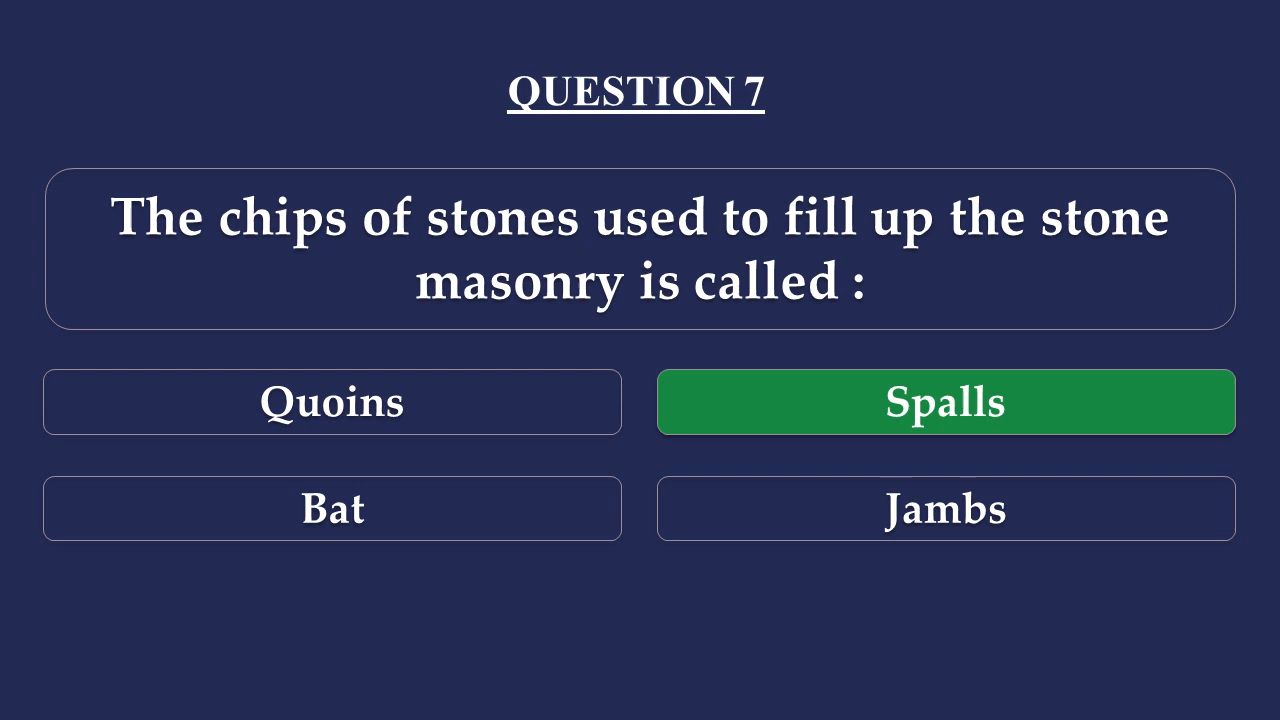 QUESTION 7
The chips of stones used to fill up the stone
masonry is called :
Quoins
Spalls
Bat
Jambs